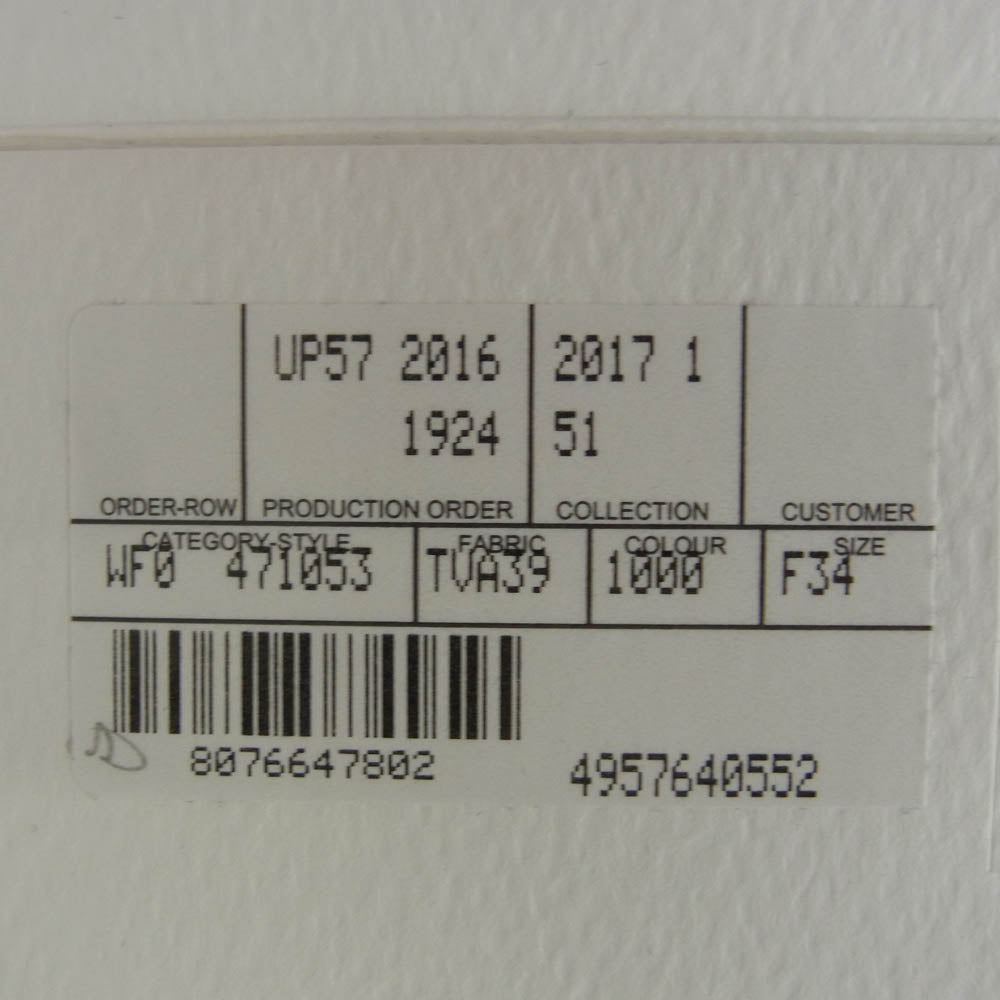 UP57 2016 2017 1
1924 51
ORDER-ROW PRODUCTION ORDER COLLECTION CUSTOMER
CATEGORY-STYLE FABRIC COLOUR SIZE
WF0 471053 TVA39 1000 F34
8076647802 4957640552